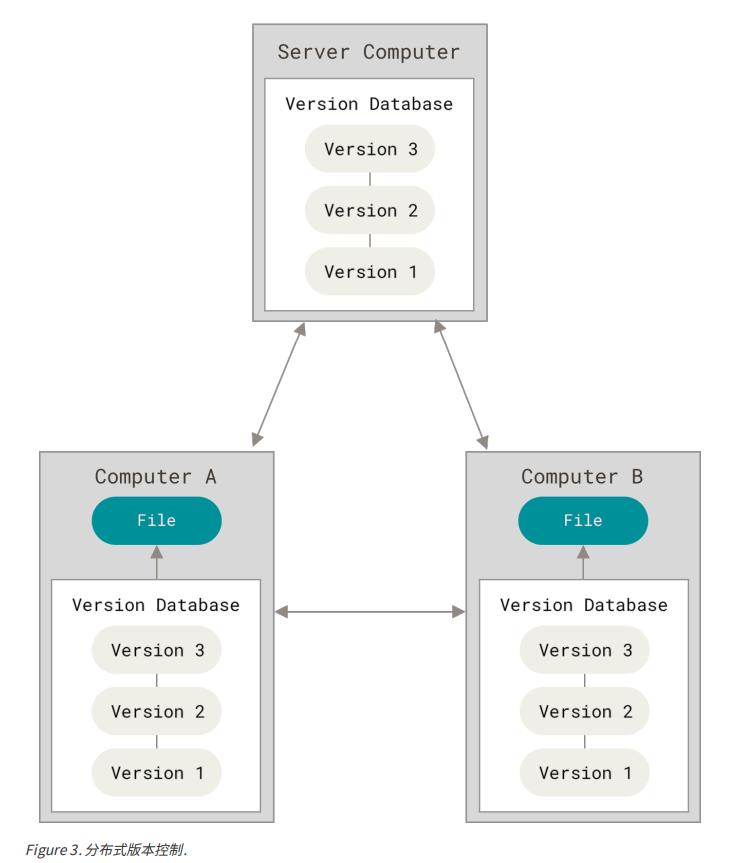 Server Computer
Version Database
Version 3
Version 2
Version 1
Computer A
File
Version Database
Version 3
Version 2
Version 1
Computer B
File
Version Database
Version 3
Version 2
Version 1
Figure 3. 分布式版本控制.